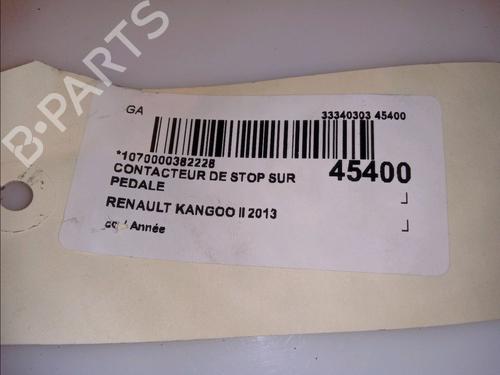 B-PARTS
GA
33340303 45400
*1070000382228
45400
CONTACTEUR DE STOP SUR
PEDALE
RENAULT KANGOO II 2013
Année